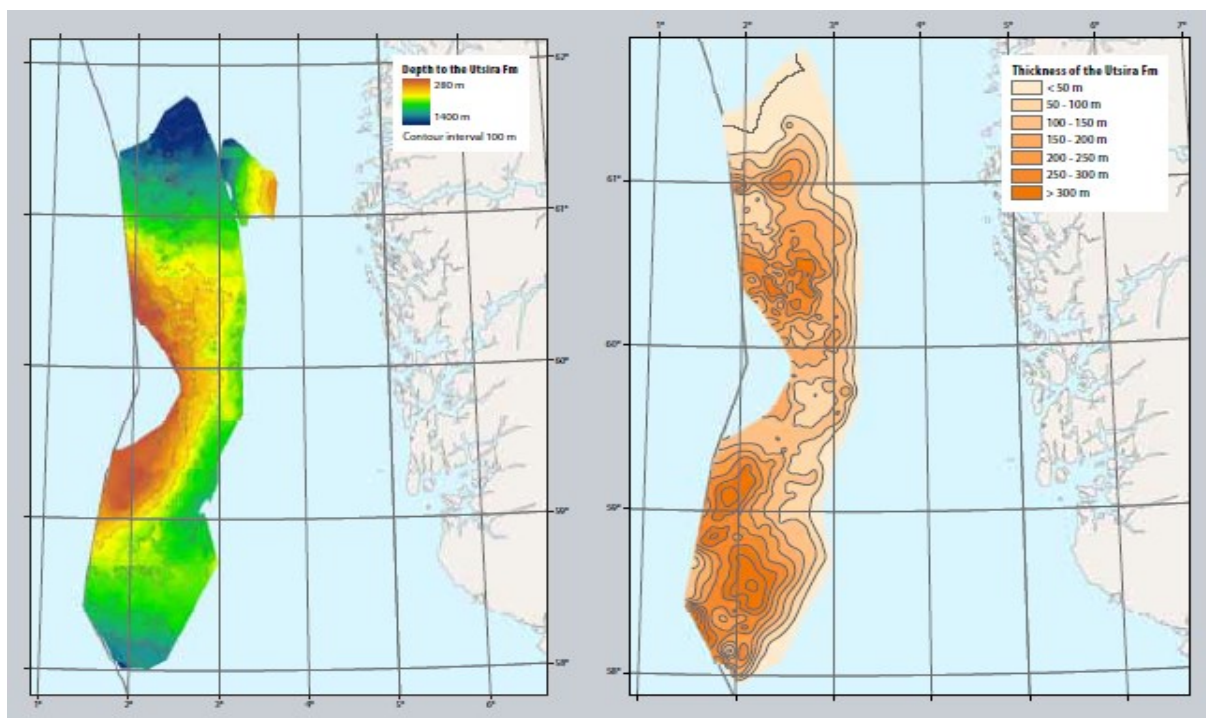 1°
2°
3°
5°
6°
7°
62°
Depth to the Utsira Fm
280 m
1400 m
Contour interval 100 m
Thickness of the Utsira Fm
< 50 m
50 - 100 m
100 - 150 m
150 - 200 m
200 - 250 m
250 - 300 m
> 300 m
61°
61°
60°
60°
59°
59°
58°
58°
1°
2°
3°
4°
5°
6°